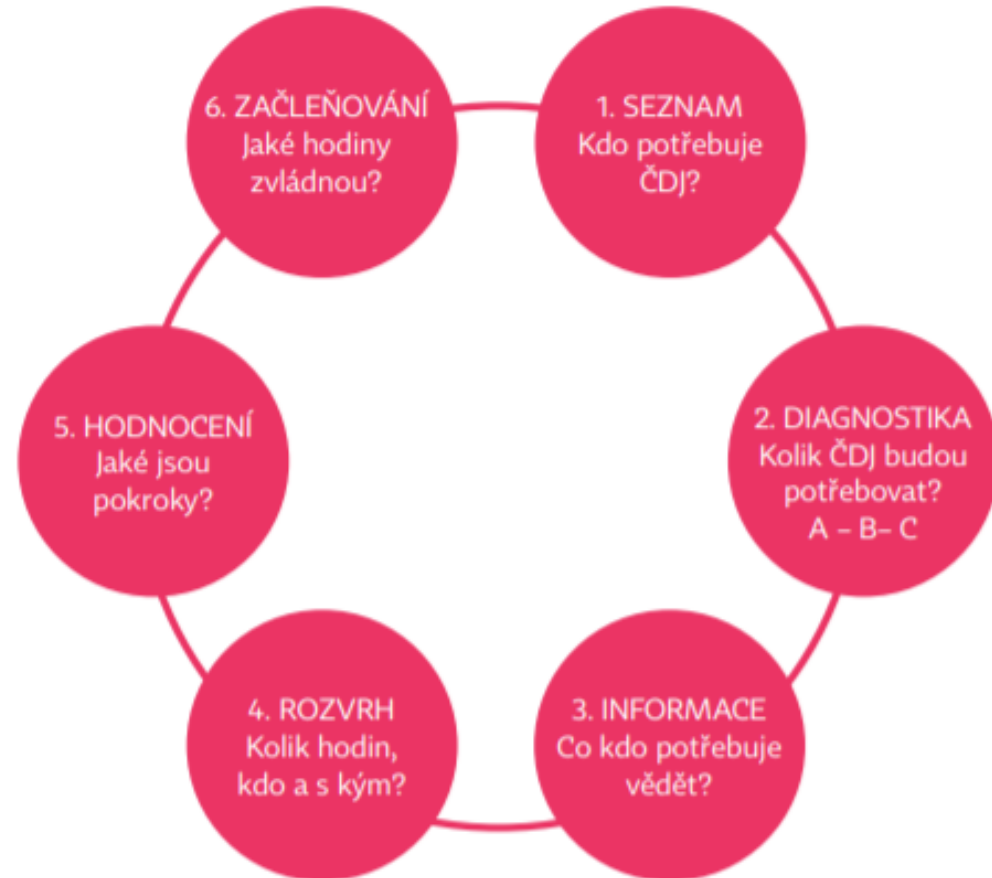 1. SEZNAM
Kdo potřebuje
ČDJ?
2. DIAGNOSTIKA
Kolik ČDJ budou
potřebovat?
A – B– C
3. INFORMACE
Co kdo potřebuje
vědět?
4. ROZVRH
Kolik hodin,
kdo a s kým?
5. HODNOCENÍ
Jaké jsou
pokroky?
6. ZAČLEŇOVÁNÍ
Jaké hodiny
zvládnou?